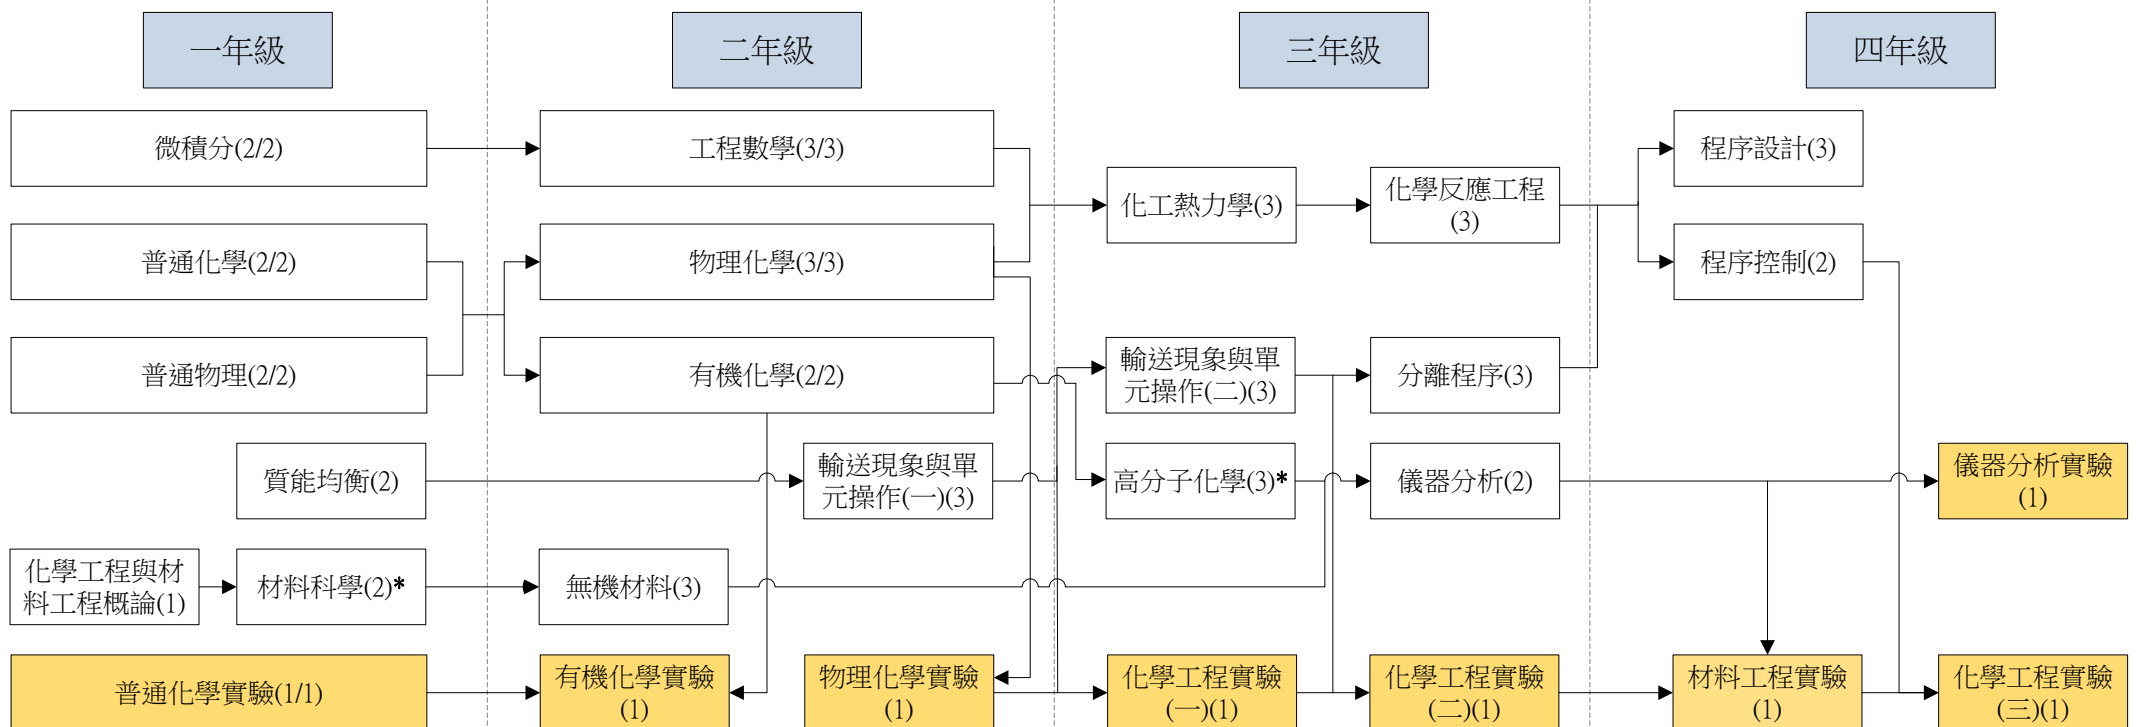 一年級
二年級
三年級
四年級
微積分(2/2)
工程數學(3/3)
程序設計(3)
化工熱力學(3)
化學反應工程
(3)
普通化學(2/2)
物理化學(3/3)
程序控制(2)
普通物理(2/2)
有機化學(2/2)
輸送現象與單
元操作(二)(3)
分離程序(3)
質能均衡(2)
輸送現象與單
元操作(一)(3)
高分子化學(3)*
儀器分析(2)
儀器分析實驗
(1)
化學工程與材
料工程概論(1)
材料科學(2)*
無機材料(3)
普通化學實驗(1/1)
有機化學實驗
(1)
物理化學實驗
(1)
化學工程實驗
(一)(1)
化學工程實驗
(二)(1)
材料工程實驗
(1)
化學工程實驗
(三)(1)